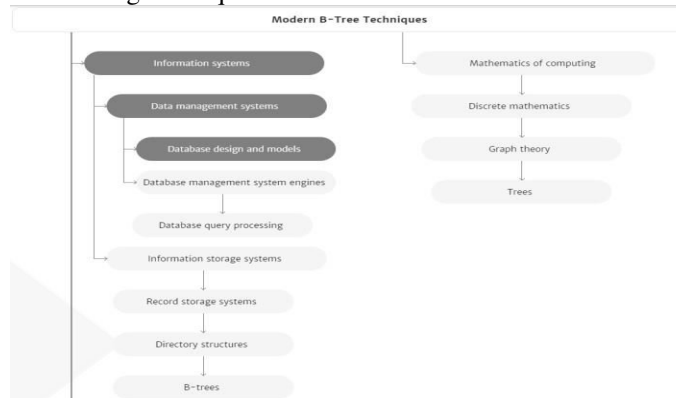 Modern B-Tree Techniques
Information systems
Mathematics of computing
Data management systems
Discrete mathematics
Database design and models
Graph theory
Database management system engines
Trees
Database query processing
Information storage systems
Record storage systems
Directory structures
B-trees